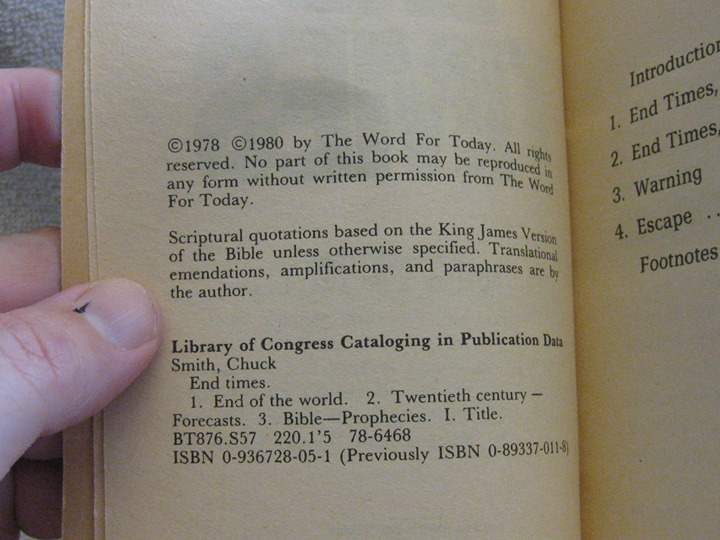 ©1978 ©1980 by The Word For Today. All rights
reserved. No part of this book may be reproduced in
any form without written permission from The Word
For Today.
Scriptural quotations based on the King James Version
of the Bible unless otherwise specified. Translational
emendations, amplifications, and paraphrases are by
the author.
Library of Congress Cataloging in Publication Data
Smith, Chuck
End times.
1. End of the world. 2. Twentieth century —
Forecasts. 3. Bible—Prophecies. I. Title.
BT876.S57 220.1'5 78-6468
ISBN 0-936728-05-1 (Previously ISBN 0-89337-011-8)
Introduction
1. End Times,
2. End Times,
3. Warning
4. Escape ..
Footnotes